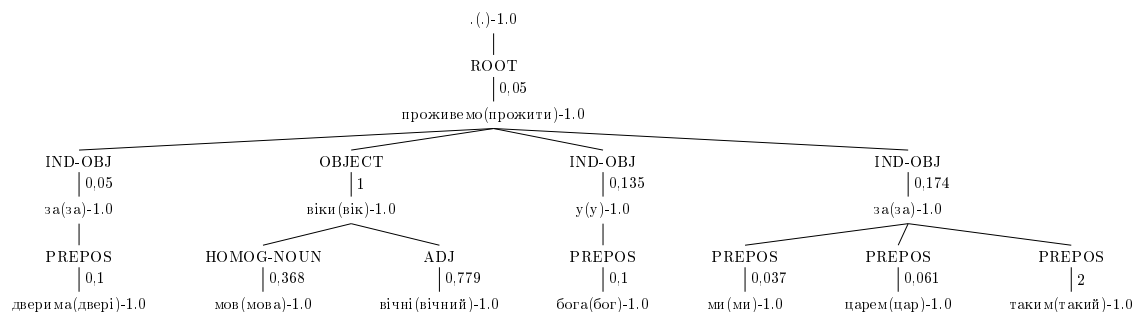 .(.)-1.0
ROOT
0,05
проживемо(прожити)-1.0
IND-OBJ OBJECT IND-OBJ IND-OBJ
0,05 1 0,135 0,174
за(за)-1.0 віки(вік)-1.0 у(у)-1.0 за(за)-1.0
PREPOS HOMOG-NOUN ADJ PREPOS PREPOS PREPOS PREPOS
0,1 0,368 0,779 0,1 0,037 0,061 2
дверима(двері)-1.0 мов(мова)-1.0 вічні(вічний)-1.0 бога(бог)-1.0 ми(ми)-1.0 царем(цар)-1.0 таким(такий)-1.0